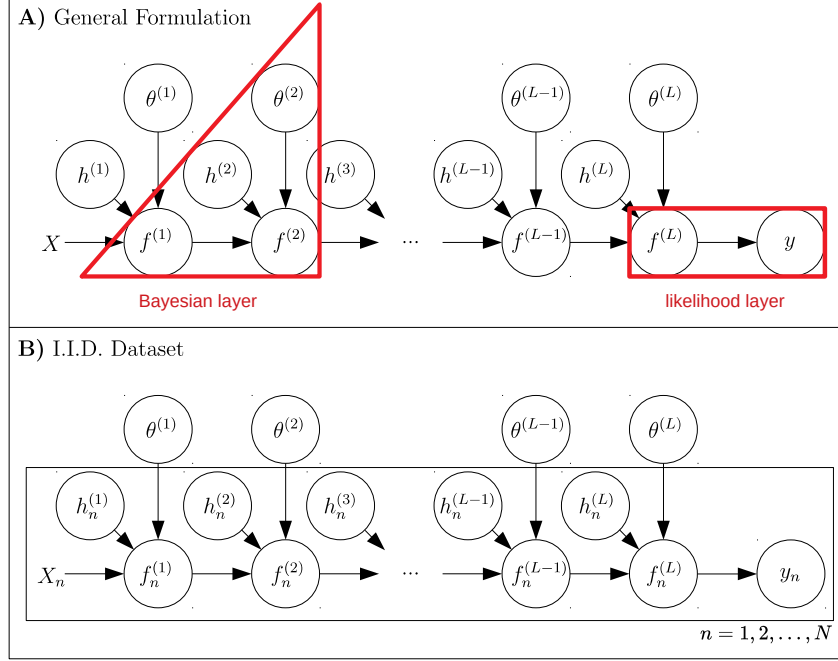 A) General Formulation
θ^(1) θ^(2) θ^(L−1) θ^(L)
h^(1) h^(2) h^(3) h^(L−1) h^(L)
X f^(1) f^(2) ... f^(L−1) f^(L) y
Bayesian layer likelihood layer
B) I.I.D. Dataset
θ^(1) θ^(2) θ^(L−1) θ^(L)
h_n^(1) h_n^(2) h_n^(3) h_n^(L−1) h_n^(L)
X_n f_n^(1) f_n^(2) ... f_n^(L−1) f_n^(L) y_n
n = 1, 2, . . . , N